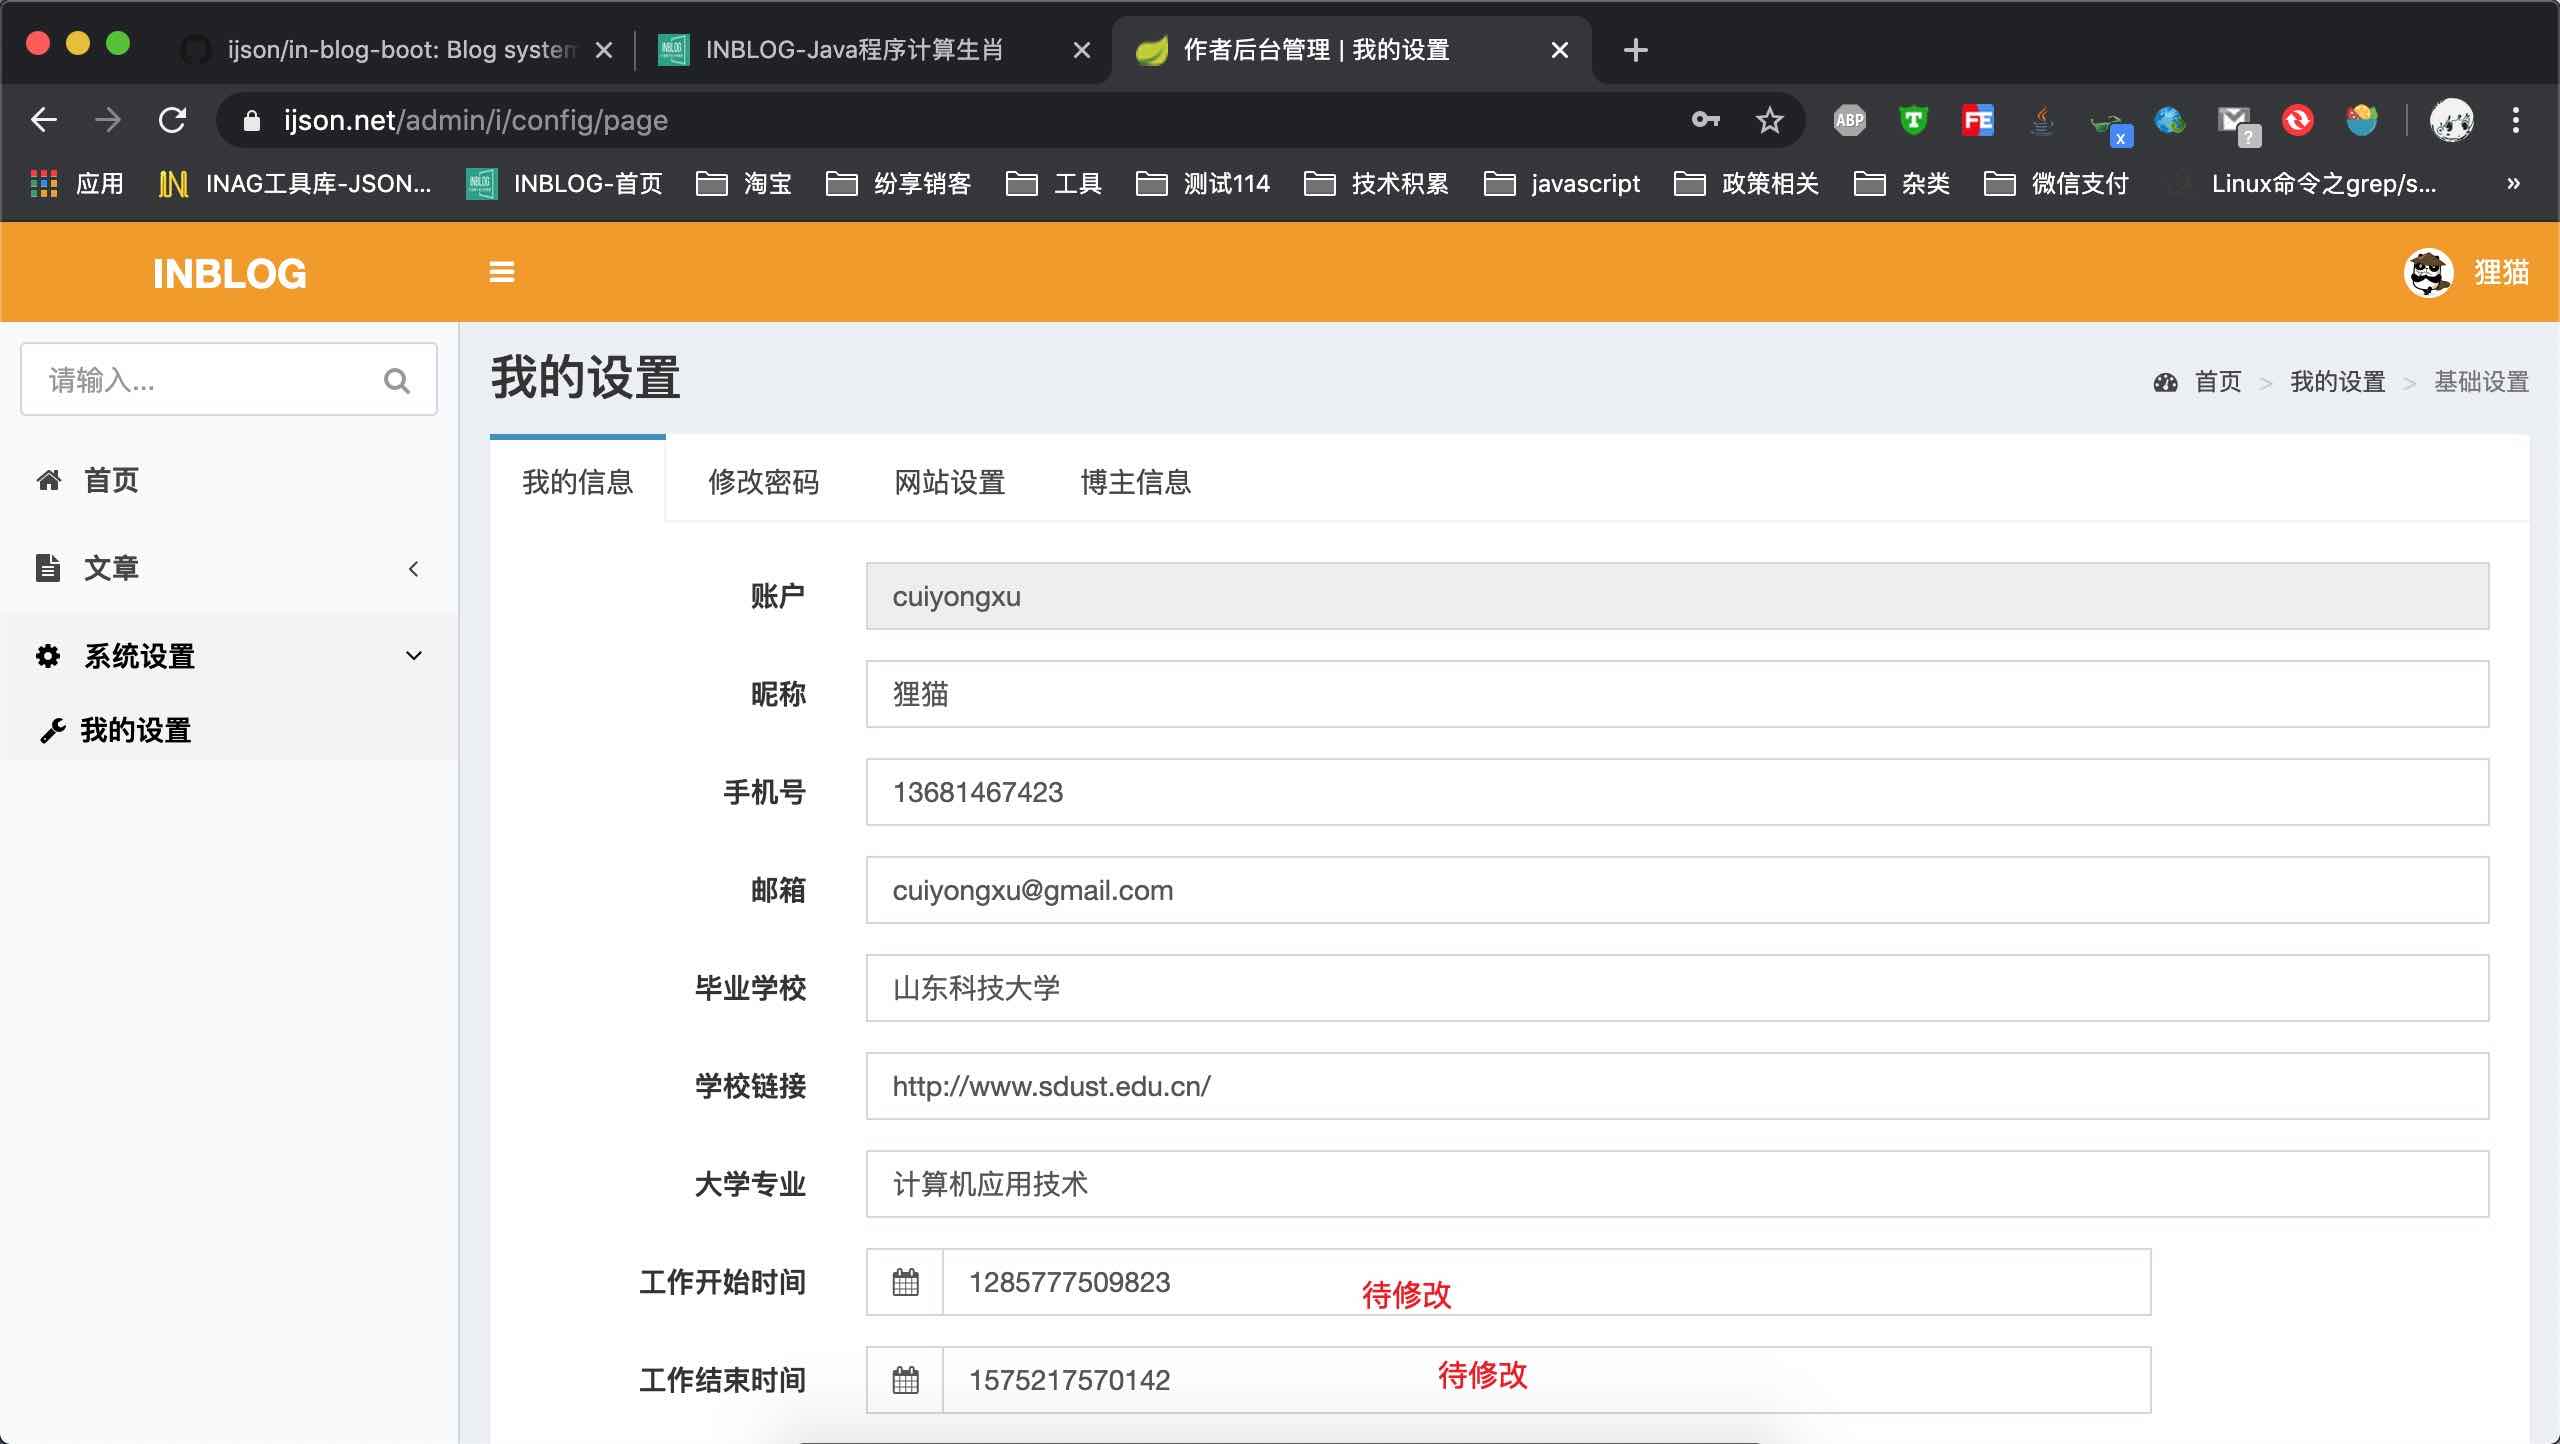 ijson/in-blog-boot: Blog system
INBLOG-Java程序计算生肖
作者后台管理 | 我的设置
ijson.net/admin/i/config/page
ABP
T
FE
x
?
应用
INAG工具库-JSON...
INBLOG-首页
淘宝
纷享销客
工具
测试114
技术积累
javascript
政策相关
杂类
微信支付
Linux命令之grep/s...
»
INBLOG
狸猫
请输入...
我的设置
首页 > 我的设置 > 基础设置
首页
文章
系统设置
我的设置
我的信息
修改密码
网站设置
博主信息
账户
cuiyongxu
昵称
狸猫
手机号
13681467423
邮箱
cuiyongxu@gmail.com
毕业学校
山东科技大学
学校链接
http://www.sdust.edu.cn/
大学专业
计算机应用技术
工作开始时间
1285777509823
待修改
工作结束时间
1575217570142
待修改